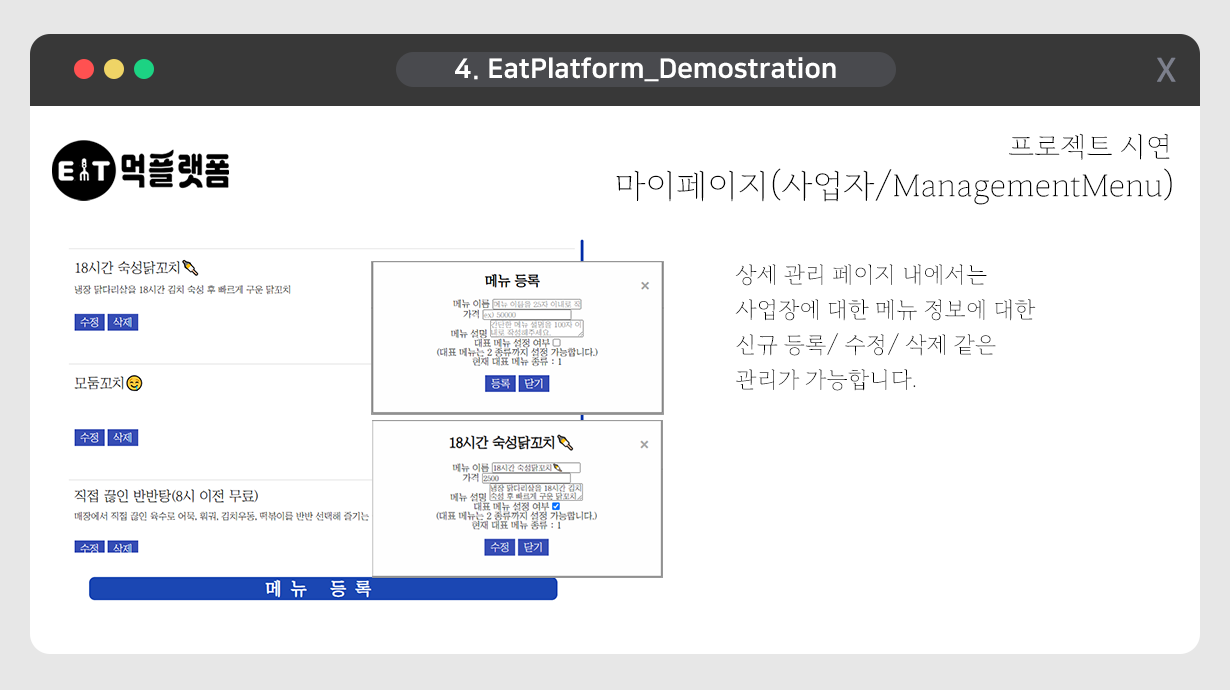 4. EatPlatform_Demostration
X
EAT 먹플랫폼
프로젝트 시연
마이페이지(사업자/ManagementMenu)
18시간 숙성닭꼬치🍡
냉장 닭다리살을 18시간 김치 숙성 후 빠르게 구운 닭꼬치
수정 삭제
모둠꼬치
수정 삭제
직접 끊인 반반탕(8시 이전 무료)
매장에서 직접 끊인 육수로 어묵, 훠궈, 김치우동, 떡볶이를 반반 선택해 즐기는
수정 삭제
메뉴 등록
메뉴 등록
×
메뉴 이름 메뉴 이름을 25자 이내로 작
가격 ex) 50000
간단한 메뉴 설명을 100자 이
메뉴 설명 내로 작성해주세요.
대표 메뉴 설정 여부
(대표 메뉴는 2 종류까지 설정 가능합니다.)
현재 대표 메뉴 종류 : 1
등록 닫기
18시간 숙성닭꼬치
×
메뉴 이름 18시간 숙성닭꼬치
가격 2500
냉장 닭다리살을 18시간 김치
메뉴 설명 숙성 후 빠르게 구운 닭꼬치
대표 메뉴 설정 여부
(대표 메뉴는 2 종류까지 설정 가능합니다.)
현재 대표 메뉴 종류 : 1
수정 닫기
상세 관리 페이지 내에서는
사업장에 대한 메뉴 정보에 대한
신규 등록/ 수정/ 삭제 같은
관리가 가능합니다.